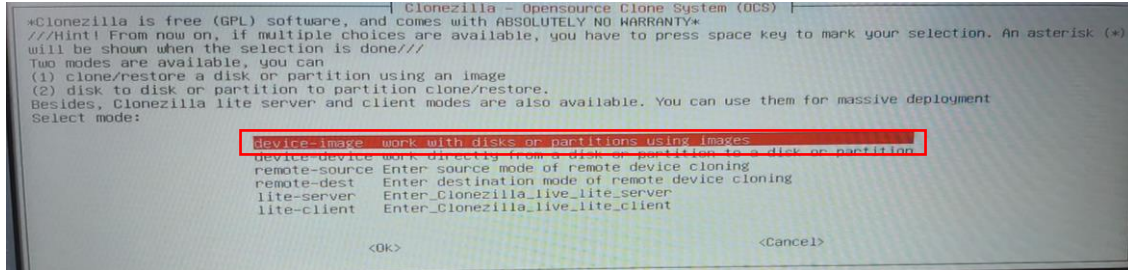 Clonezilla - Opensource Clone System (OCS)
*Clonezilla is free (GPL) software, and comes with ABSOLUTELY NO WARRANTY*
///Hint! From now on, if multiple choices are available, you have to press space key to mark your selection. An asterisk (*)
will be shown when the selection is done///
Two modes are available, you can
(1) clone/restore a disk or partition using an image
(2) disk to disk or partition to partition clone/restore.
Besides, Clonezilla lite server and client modes are also available. You can use them for massive deployment
Select mode:
device-image work with disks or partitions using images
device-device work directly from a disk or partition to a disk or partition
remote-source Enter source mode of remote device cloning
remote-dest Enter destination mode of remote device cloning
lite-server Enter_Clonezilla_live_lite_server
lite-client Enter_Clonezilla_live_lite_client
<Ok> <Cancel>